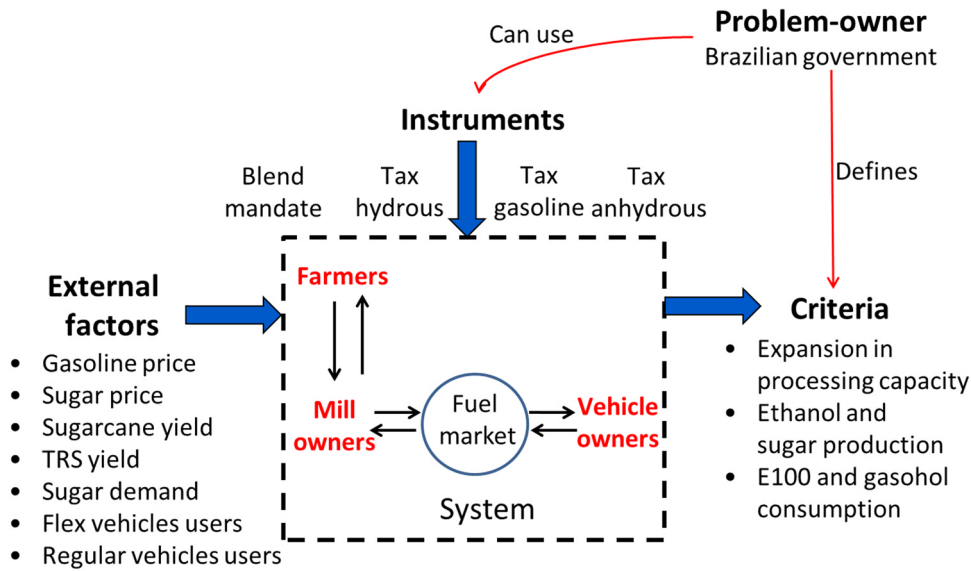 Problem-owner
Brazilian government
Can use
Instruments
Defines
Blend
mandate
Tax
hydrous
Tax
gasoline
Tax
anhydrous
External
factors
• Gasoline price
• Sugar price
• Sugarcane yield
• TRS yield
• Sugar demand
• Flex vehicles users
• Regular vehicles users
Farmers
Mill
owners
Fuel
market
Vehicle
owners
System
Criteria
• Expansion in
processing capacity
• Ethanol and
sugar production
• E100 and gasohol
consumption